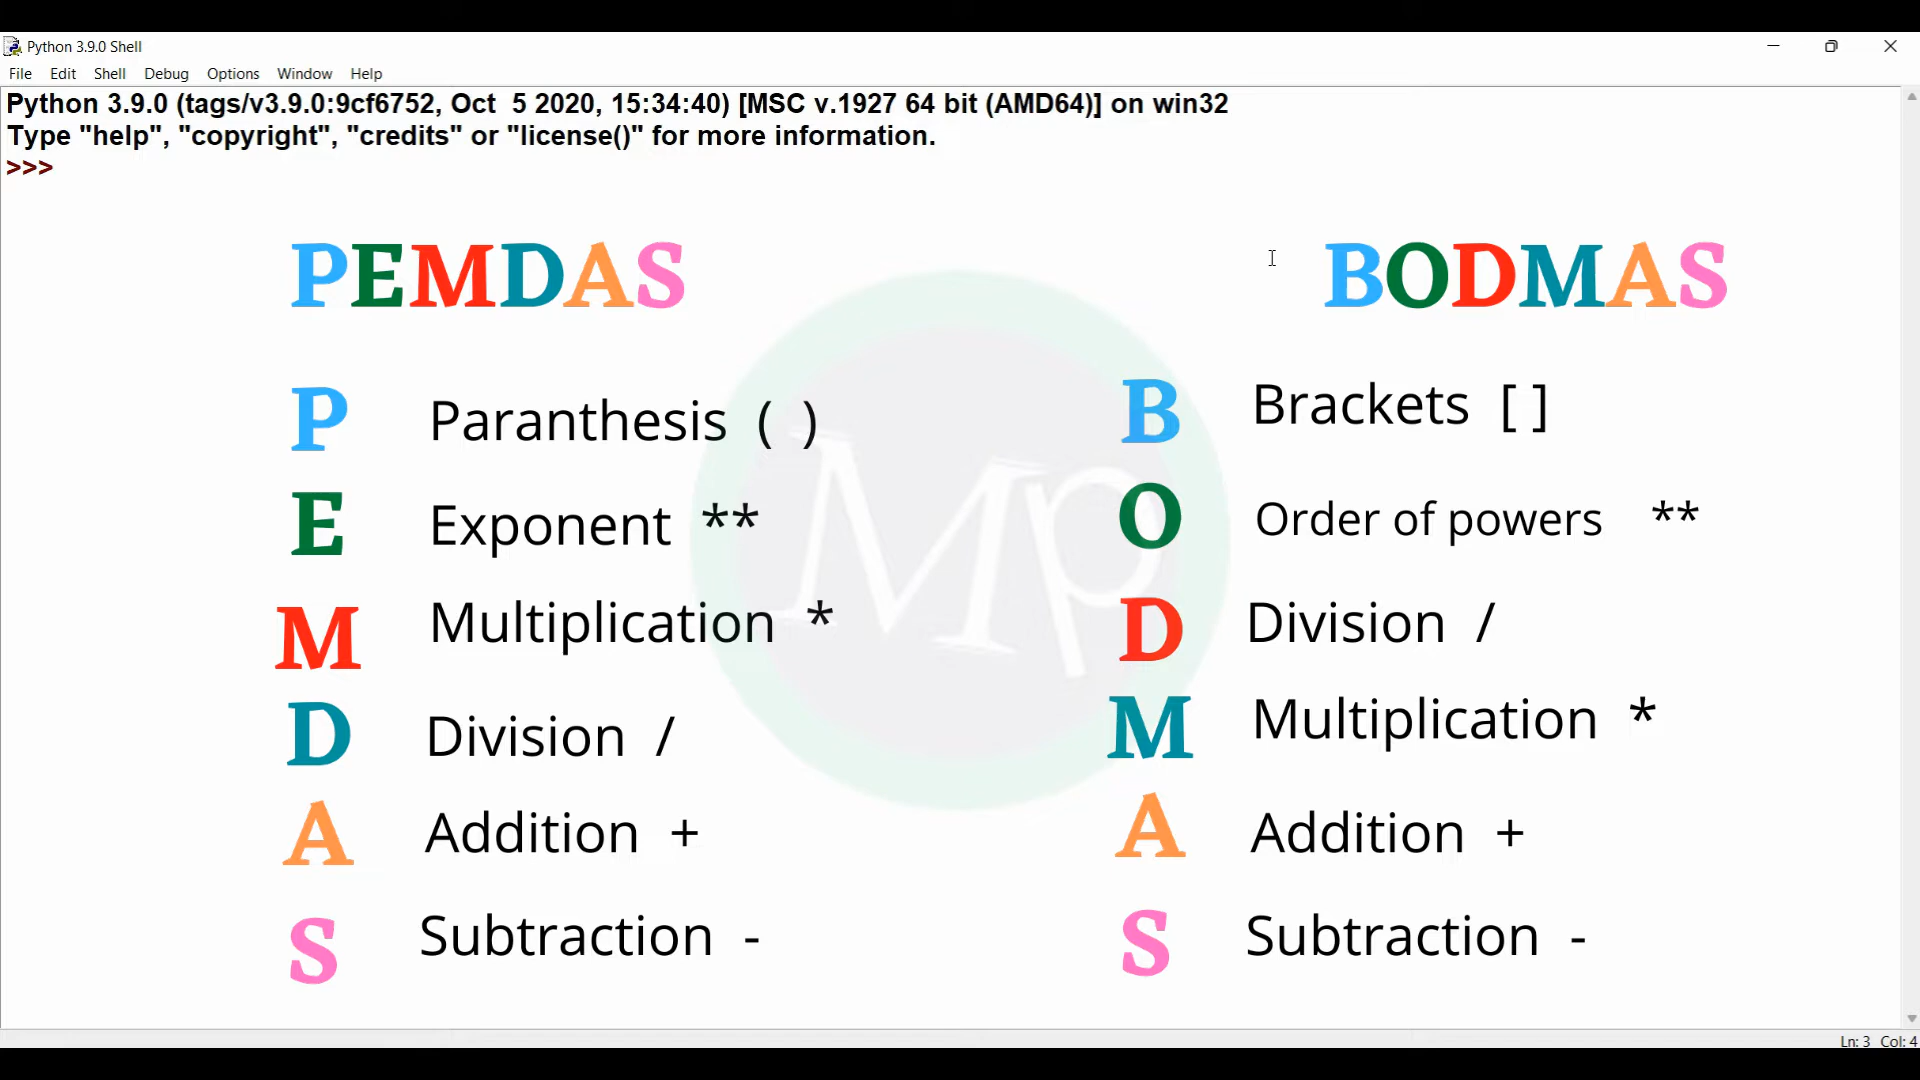 Python 3.9.0 Shell
File Edit Shell Debug Options Window Help
Python 3.9.0 (tags/v3.9.0:9cf6752, Oct  5 2020, 15:34:40) [MSC v.1927 64 bit (AMD64)] on win32
Type "help", "copyright", "credits" or "license()" for more information.
>>>
PEMDAS
P Paranthesis ( )
E Exponent **
M Multiplication *
D Division /
A Addition +
S Subtraction -
BODMAS
B Brackets [ ]
O Order of powers **
D Division /
M Multiplication *
A Addition +
S Subtraction -
Mp
Ln: 3 Col: 4